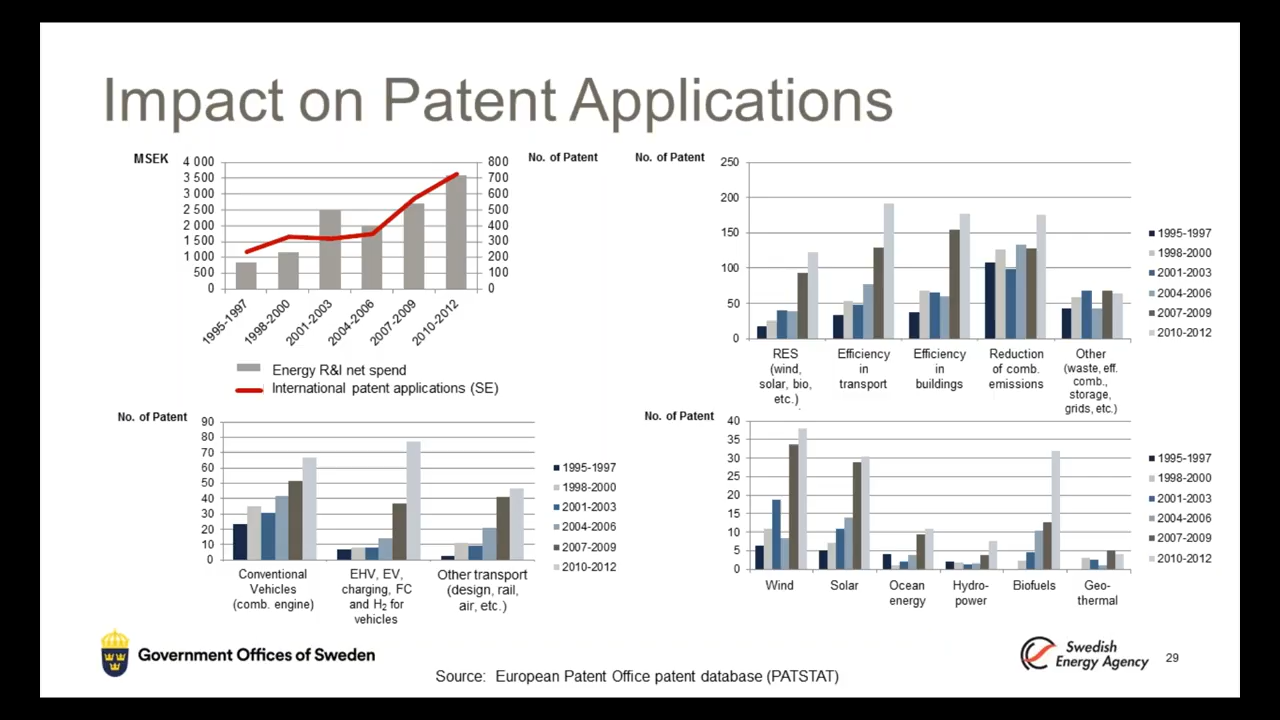 Impact on Patent Applications
MSEK
4 000
3 500
3 000
2 500
2 000
1 500
1 000
500
0
800
700
600
500
400
300
200
100
0
No. of Patent
1995-1997
1998-2000
2001-2003
2004-2006
2007-2009
2010-2012
Energy R&I net spend
International patent applications (SE)
No. of Patent
250
200
150
100
50
0
RES
(wind,
solar, bio,
etc.)
Efficiency
in
transport
Efficiency
in
buildings
Reduction
of comb.
emissions
Other
(waste, eff.
comb.,
storage,
grids, etc.)
1995-1997
1998-2000
2001-2003
2004-2006
2007-2009
2010-2012
No. of Patent
90
80
70
60
50
40
30
20
10
0
Conventional
Vehicles
(comb. engine)
EHV, EV,
charging, FC
and H₂ for
vehicles
Other transport
(design, rail,
air, etc.)
1995-1997
1998-2000
2001-2003
2004-2006
2007-2009
2010-2012
No. of Patent
40
35
30
25
20
15
10
5
0
Wind
Solar
Ocean
energy
Hydro-
power
Biofuels
Geo-
thermal
1995-1997
1998-2000
2001-2003
2004-2006
2007-2009
2010-2012
Government Offices of Sweden
Source: European Patent Office patent database (PATSTAT)
Swedish
Energy Agency
29